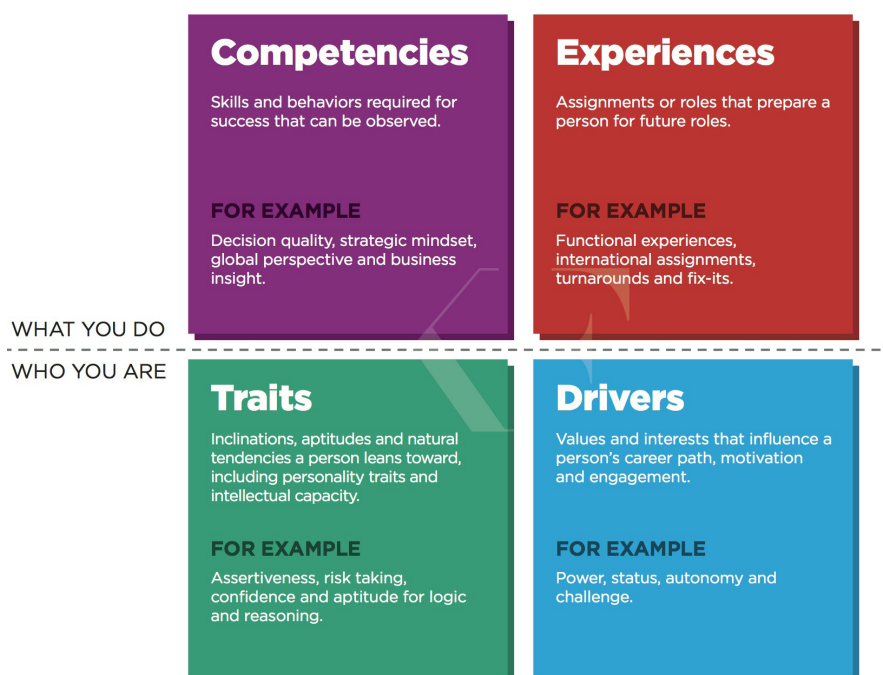 Competencies
Skills and behaviors required for
success that can be observed.
FOR EXAMPLE
Decision quality, strategic mindset,
global perspective and business
insight.
Experiences
Assignments or roles that prepare a
person for future roles.
FOR EXAMPLE
Functional experiences,
international assignments,
turnarounds and fix-its.
WHAT YOU DO
WHO YOU ARE
Traits
Inclinations, aptitudes and natural
tendencies a person leans toward,
including personality traits and
intellectual capacity.
FOR EXAMPLE
Assertiveness, risk taking,
confidence and aptitude for logic
and reasoning.
Drivers
Values and interests that influence a
person's career path, motivation
and engagement.
FOR EXAMPLE
Power, status, autonomy and
challenge.